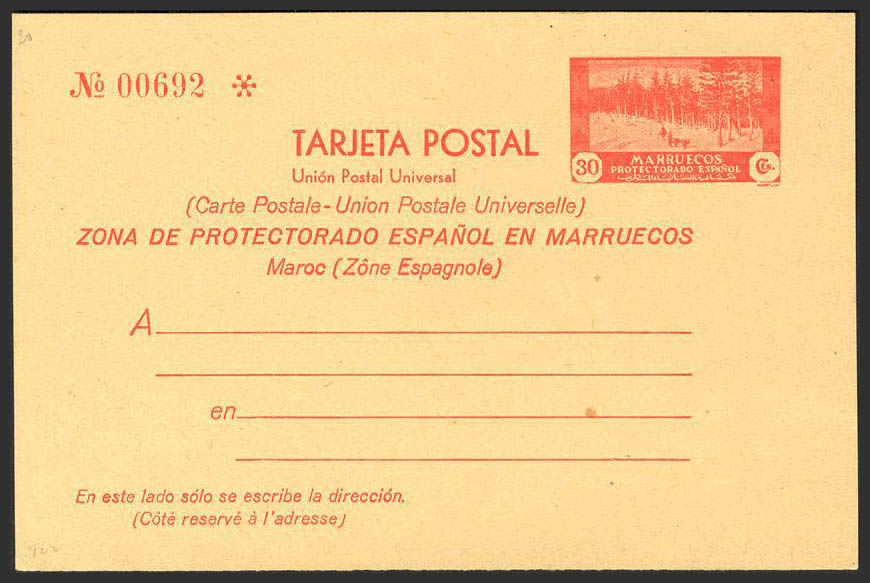 30
№ 00692 *
TARJETA POSTAL
Unión Postal Universal
30 MARRUECOS Cts.
PROTECTORADO ESPAÑOL
(Carte Postale - Union Postale Universelle)
ZONA DE PROTECTORADO ESPAÑOL EN MARRUECOS
Maroc (Zône Espagnole)
A
en
En este lado sólo se escribe la dirección.
(Côté reservé à l'adresse)